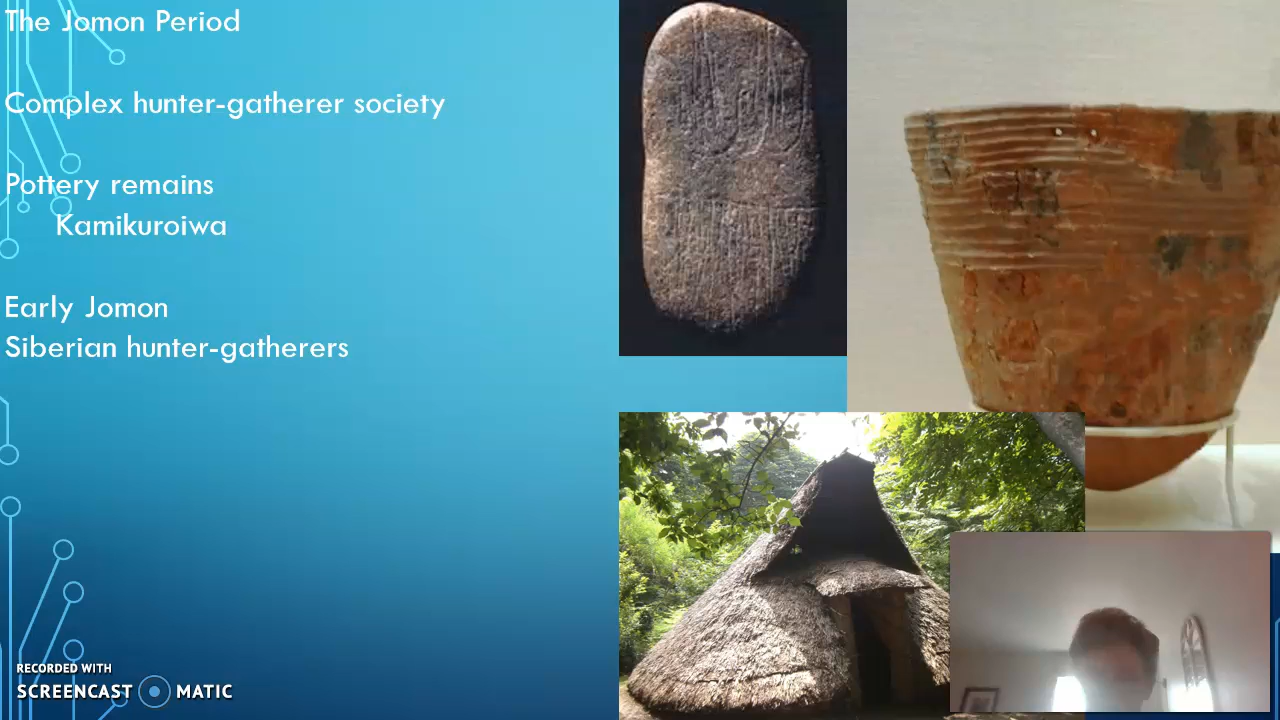 The Jomon Period
Complex hunter-gatherer society
Pottery remains
Kamikuroiwa
Early Jomon
Siberian hunter-gatherers
RECORDED WITH
SCREENCAST MATIC